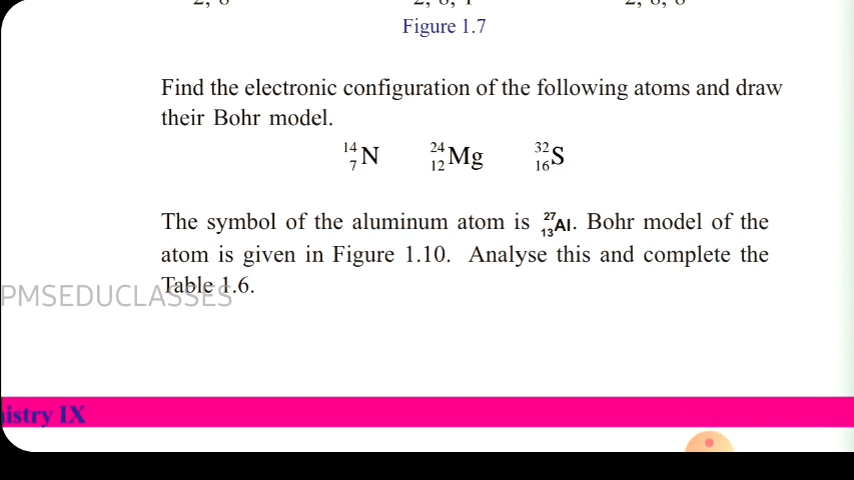 Figure 1.7
Find the electronic configuration of the following atoms and draw
their Bohr model.
¹⁴₇N ²⁴₁₂Mg ³²₁₆S
The symbol of the aluminum atom is ²⁷₁₃Al. Bohr model of the
atom is given in Figure 1.10. Analyse this and complete the
Table 1.6.
PMSEDUCLASSES
istry IX